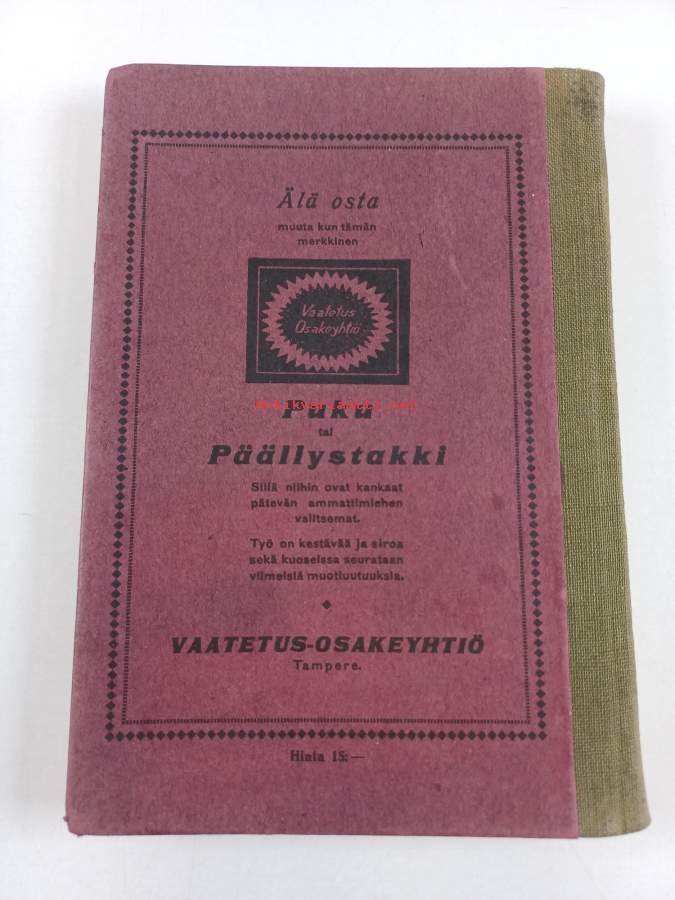 Älä osta
muuta kun tämän
merkkinen
Vaatetus
Osakeyhtiö
Puku
tai
Päällystakki
Sillä niihin ovat kankaat
pätevän ammattimiehen
valitsemat.
Työ on kestävää ja siroa
sekä kuoseissa seurataan
viimeisiä muotiuutuuksia.
VAATETUS-OSAKEYHTIÖ
Tampere.
Hinta 15:—